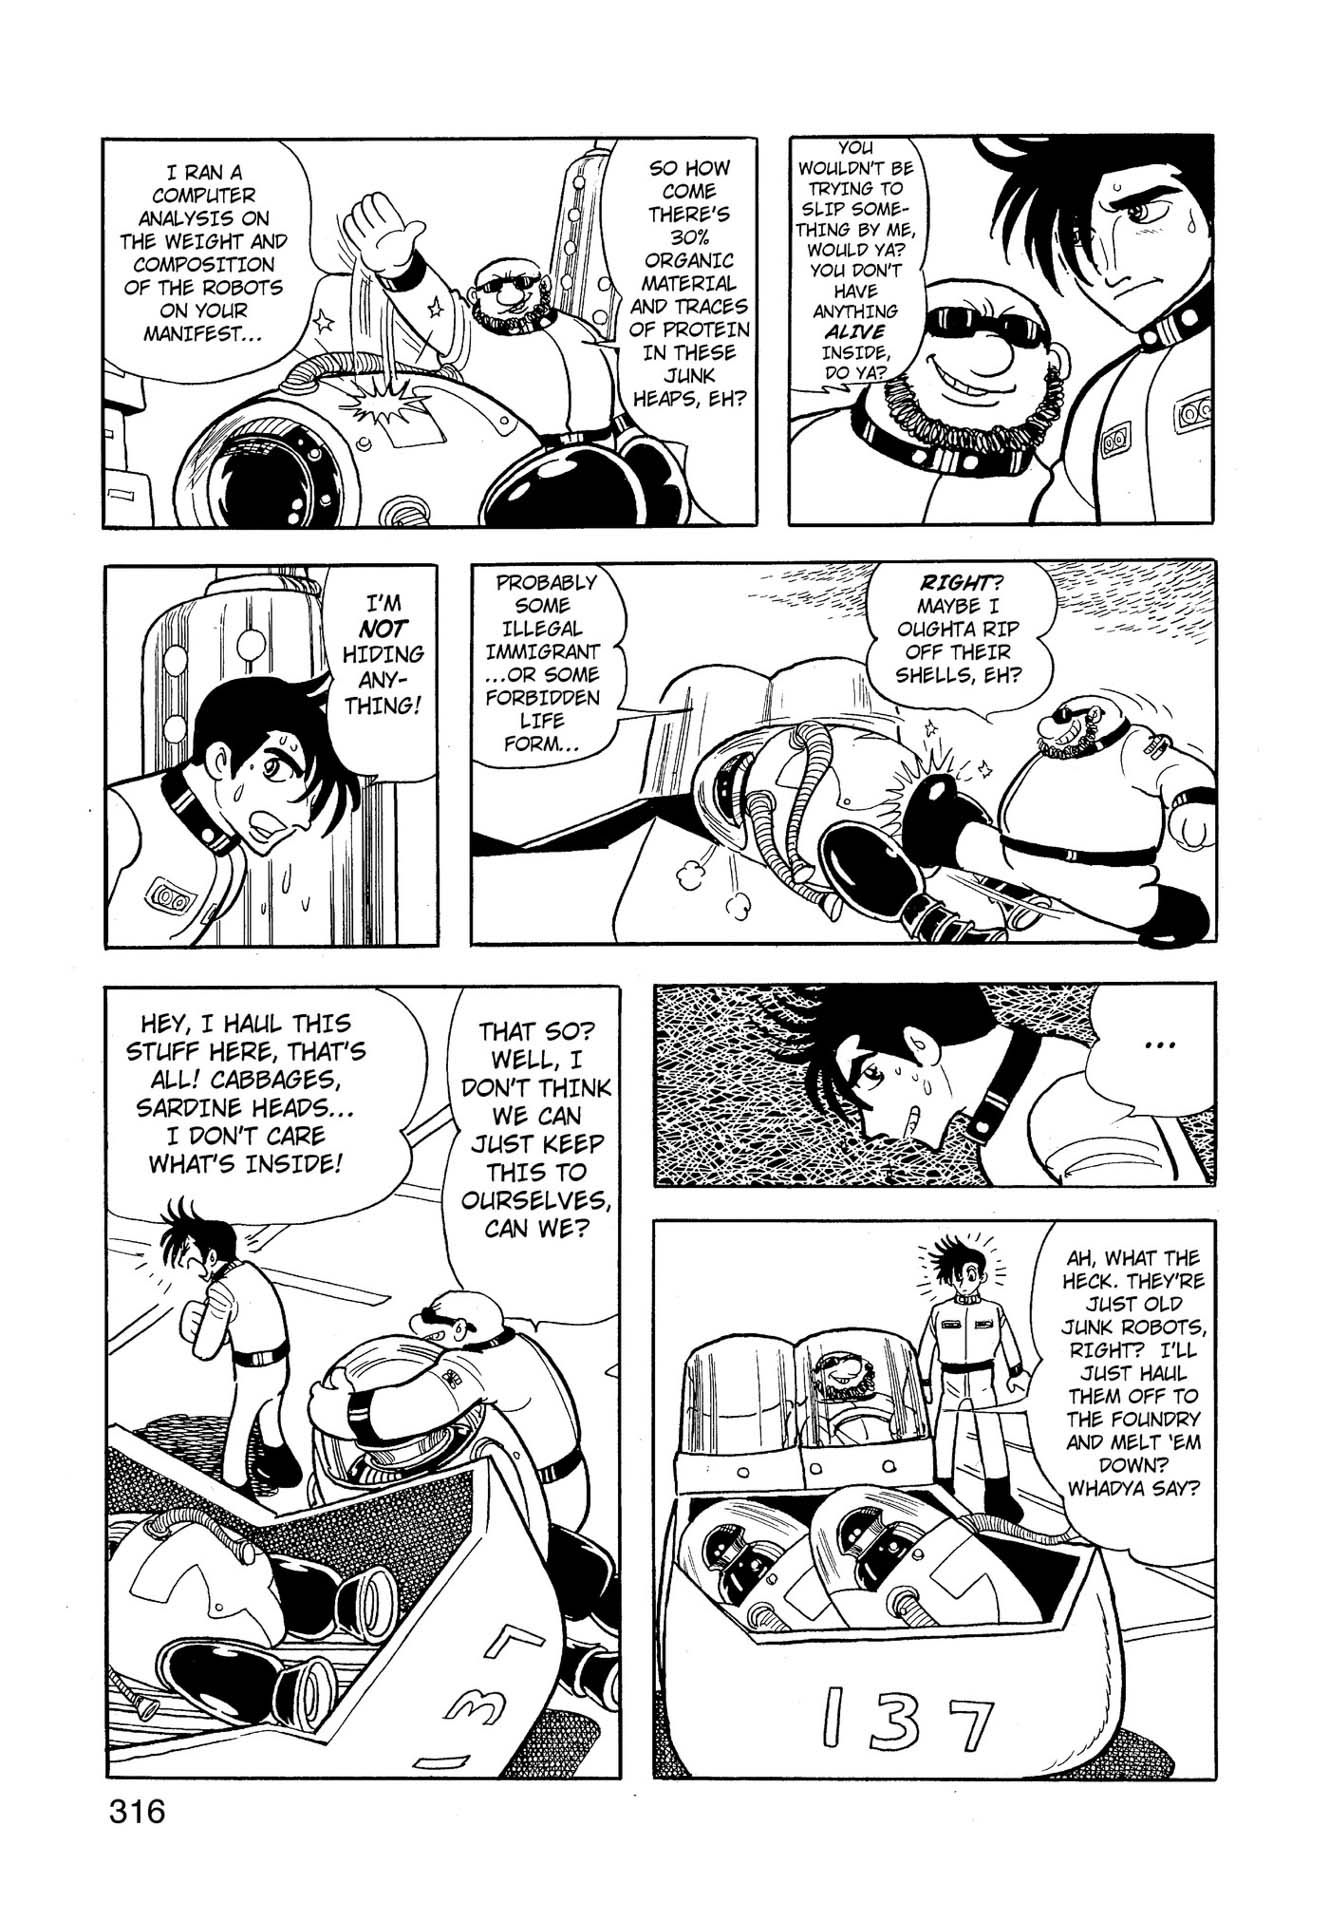 I RAN A
COMPUTER
ANALYSIS ON
THE WEIGHT AND
COMPOSITION
OF THE ROBOTS
ON YOUR
MANIFEST...
SO HOW
COME
THERE'S
30%
ORGANIC
MATERIAL
AND TRACES
OF PROTEIN
IN THESE
JUNK
HEAPS, EH?
YOU
WOULDN'T BE
TRYING TO
SLIP SOME-
THING BY ME,
WOULD YA?
YOU DON'T
HAVE
ANYTHING
ALIVE
INSIDE,
DO YA?
I'M
NOT
HIDING
ANY-
THING!
PROBABLY
SOME
ILLEGAL
IMMIGRANT
...OR SOME
FORBIDDEN
LIFE
FORM...
RIGHT?
MAYBE I
OUGHTA RIP
OFF THEIR
SHELLS, EH?
HEY, I HAUL THIS
STUFF HERE, THAT'S
ALL! CABBAGES,
SARDINE HEADS...
I DON'T CARE
WHAT'S INSIDE!
THAT SO?
WELL, I
DON'T THINK
WE CAN
JUST KEEP
THIS TO
OURSELVES,
CAN WE?
137
...
AH, WHAT THE
HECK. THEY'RE
JUST OLD
JUNK ROBOTS,
RIGHT? I'LL
JUST HAUL
THEM OFF TO
THE FOUNDRY
AND MELT 'EM
DOWN?
WHADYA SAY?
137
316